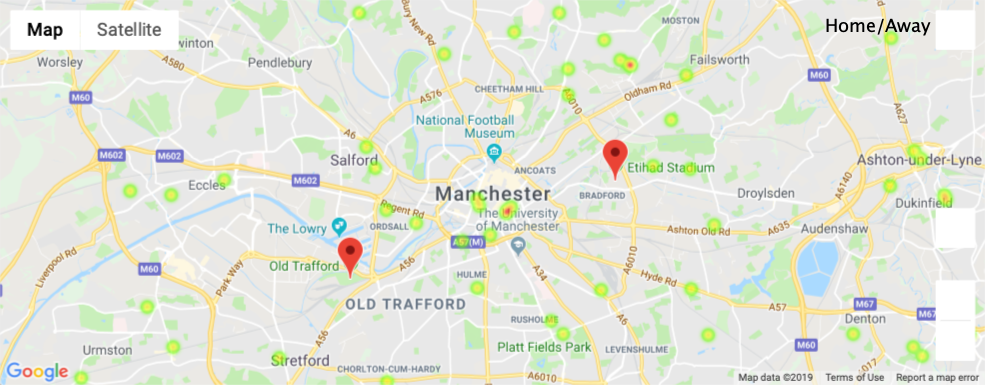 Map
Satellite
Home/Away
MOSTON
Bury New Rd
winton
Worsley
Pendlebury
Failsworth
A580
M60
M60
A576
CHEETHAM HILL
A6010
Oldham Rd
A627
National Football
Museum
A6
M602
M602
Salford
ANCOATS
Etihad Stadium
Ashton-under-Lyne
Eccles
M602
Manchester
BRADFORD
Droylsden
A6140
Dukinfield
Regent Rd
The University
of Manchester
The Lowry
ORDSALL
A57(M)
Ashton Old Rd
A635
Audenshaw
Liverpool Rd
M60
Park Way
Old Trafford
A56
HULME
A34
A6010
Hyde Rd
M67
OLD TRAFFORD
M67
M67
A56
RUSHOLME
A6
Denton
Urmston
Stretford
Platt Fields Park
LEVENSHULME
M60
CHORLTON-CUM-HARDY
A6010
A6017
Google
Map data ©2019
Terms of Use
Report a map error